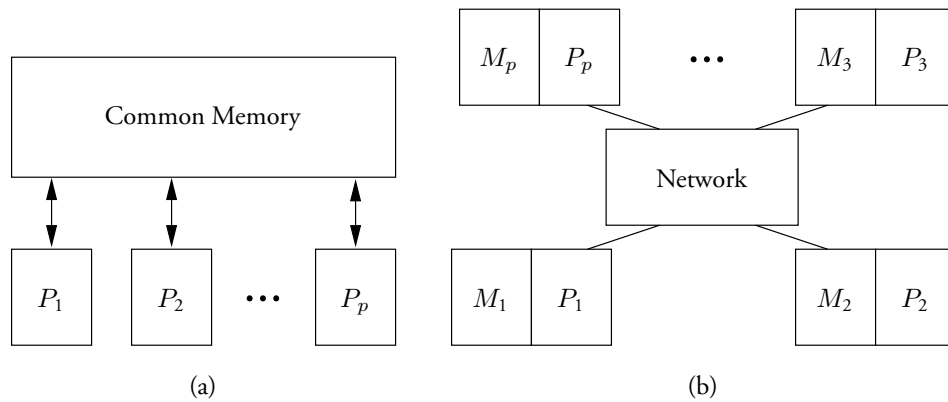 Common Memory
P₁ P₂ ··· Pₚ
(a)
Mₚ Pₚ ··· M₃ P₃
Network
M₁ P₁ M₂ P₂
(b)